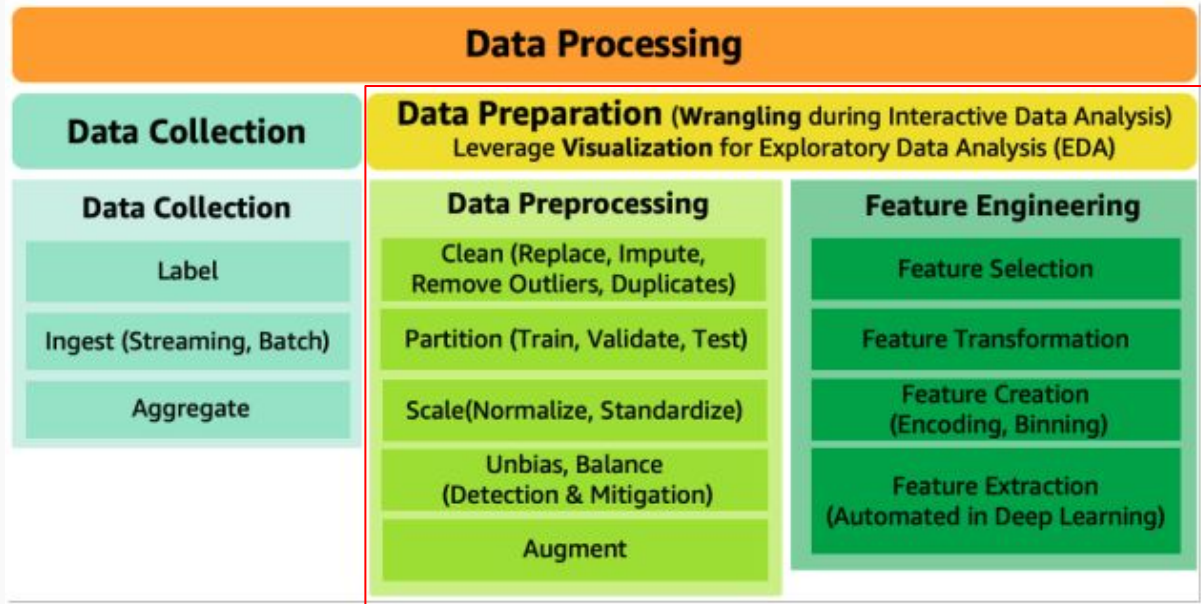 Data Processing
Data Collection
Data Preparation (Wrangling during Interactive Data Analysis)
Leverage Visualization for Exploratory Data Analysis (EDA)
Data Collection
Label
Ingest (Streaming, Batch)
Aggregate
Data Preprocessing
Clean (Replace, Impute,
Remove Outliers, Duplicates)
Partition (Train, Validate, Test)
Scale(Normalize, Standardize)
Unbias, Balance
(Detection & Mitigation)
Augment
Feature Engineering
Feature Selection
Feature Transformation
Feature Creation
(Encoding, Binning)
Feature Extraction
(Automated in Deep Learning)